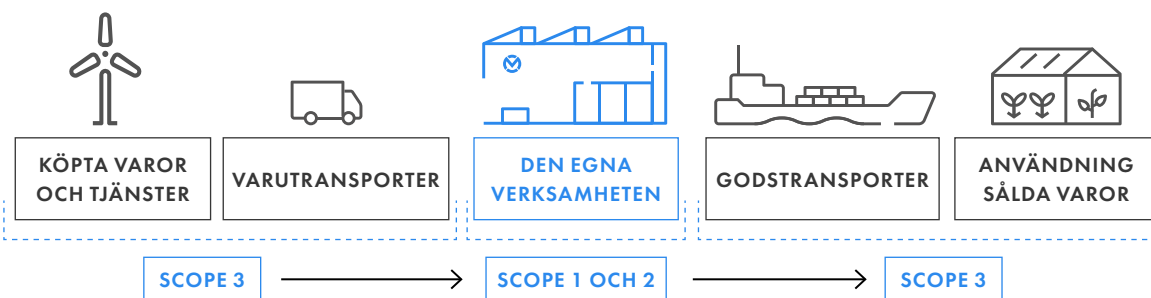 KÖPTA VAROR
OCH TJÄNSTER
VARUTRANSPORTER
DEN EGNA
VERKSAMHETEN
GODSTRANSPORTER
ANVÄNDNING
SÅLDA VAROR
SCOPE 3
SCOPE 1 OCH 2
SCOPE 3